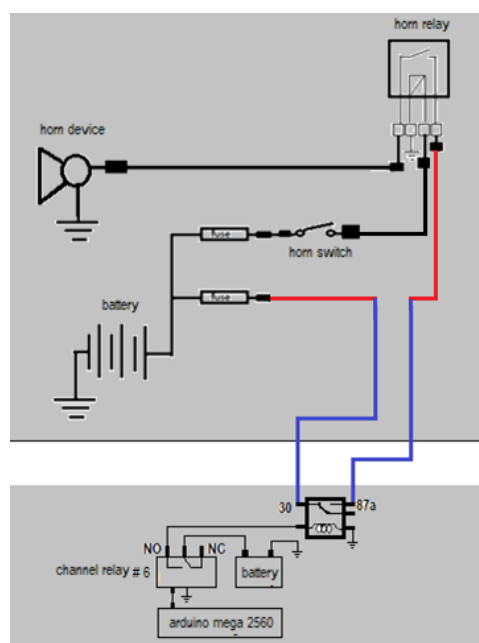 horn relay
horn device
fuse
horn switch
fuse
battery
30
87a
NO
NC
channel relay # 6
battery
arduino mega 2560